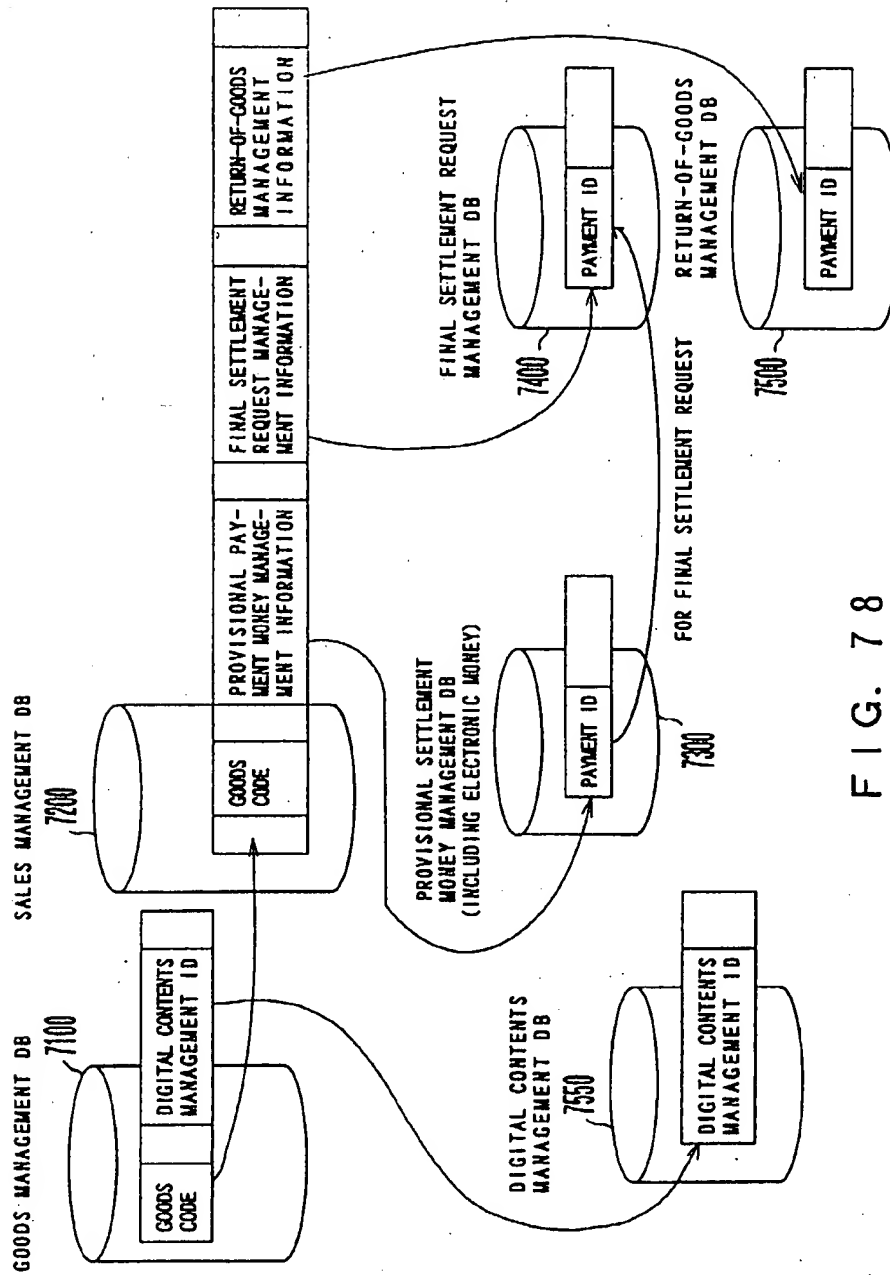 GOODS MANAGEMENT DB
7100
GOODS
CODE
DIGITAL CONTENTS
MANAGEMENT ID
SALES MANAGEMENT DB
7200
GOODS
CODE
PROVISIONAL PAY-
MENT MONEY MANAGE-
MENT INFORMATION
FINAL SETTLEMENT
REQUEST MANAGE-
MENT INFORMATION
RETURN-OF-GOODS
MANAGEMENT
INFORMATION
DIGITAL CONTENTS
MANAGEMENT DB
7550
DIGITAL CONTENTS
MANAGEMENT ID
PROVISIONAL SETTLEMENT
MONEY MANAGEMENT DB
(INCLUDING ELECTRONIC MONEY)
PAYMENT ID
7300
FINAL SETTLEMENT REQUEST
MANAGEMENT DB
7400
PAYMENT ID
FOR FINAL SETTLEMENT REQUEST
RETURN-OF-GOODS
MANAGEMENT DB
7500
PAYMENT ID
FIG. 78